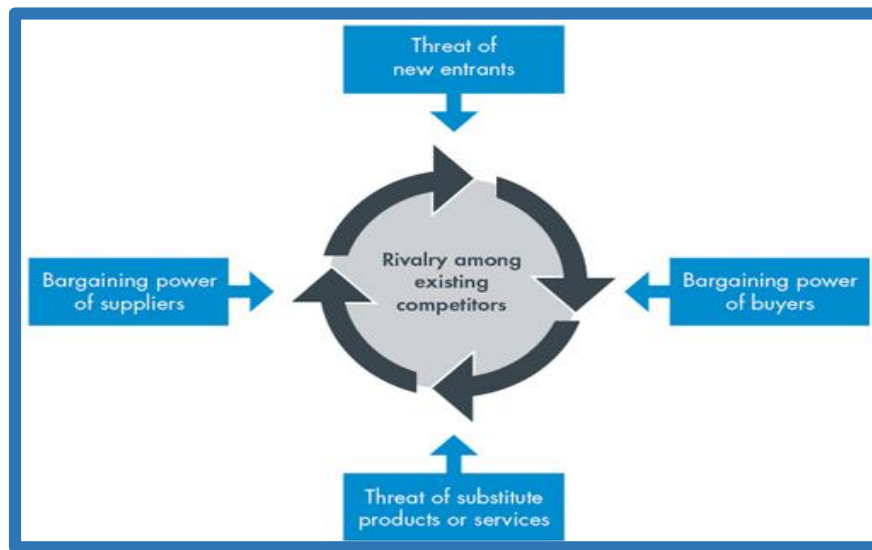 Threat of
new entrants
Bargaining power
of suppliers
Rivalry among
existing
competitors
Bargaining power
of buyers
Threat of substitute
products or services